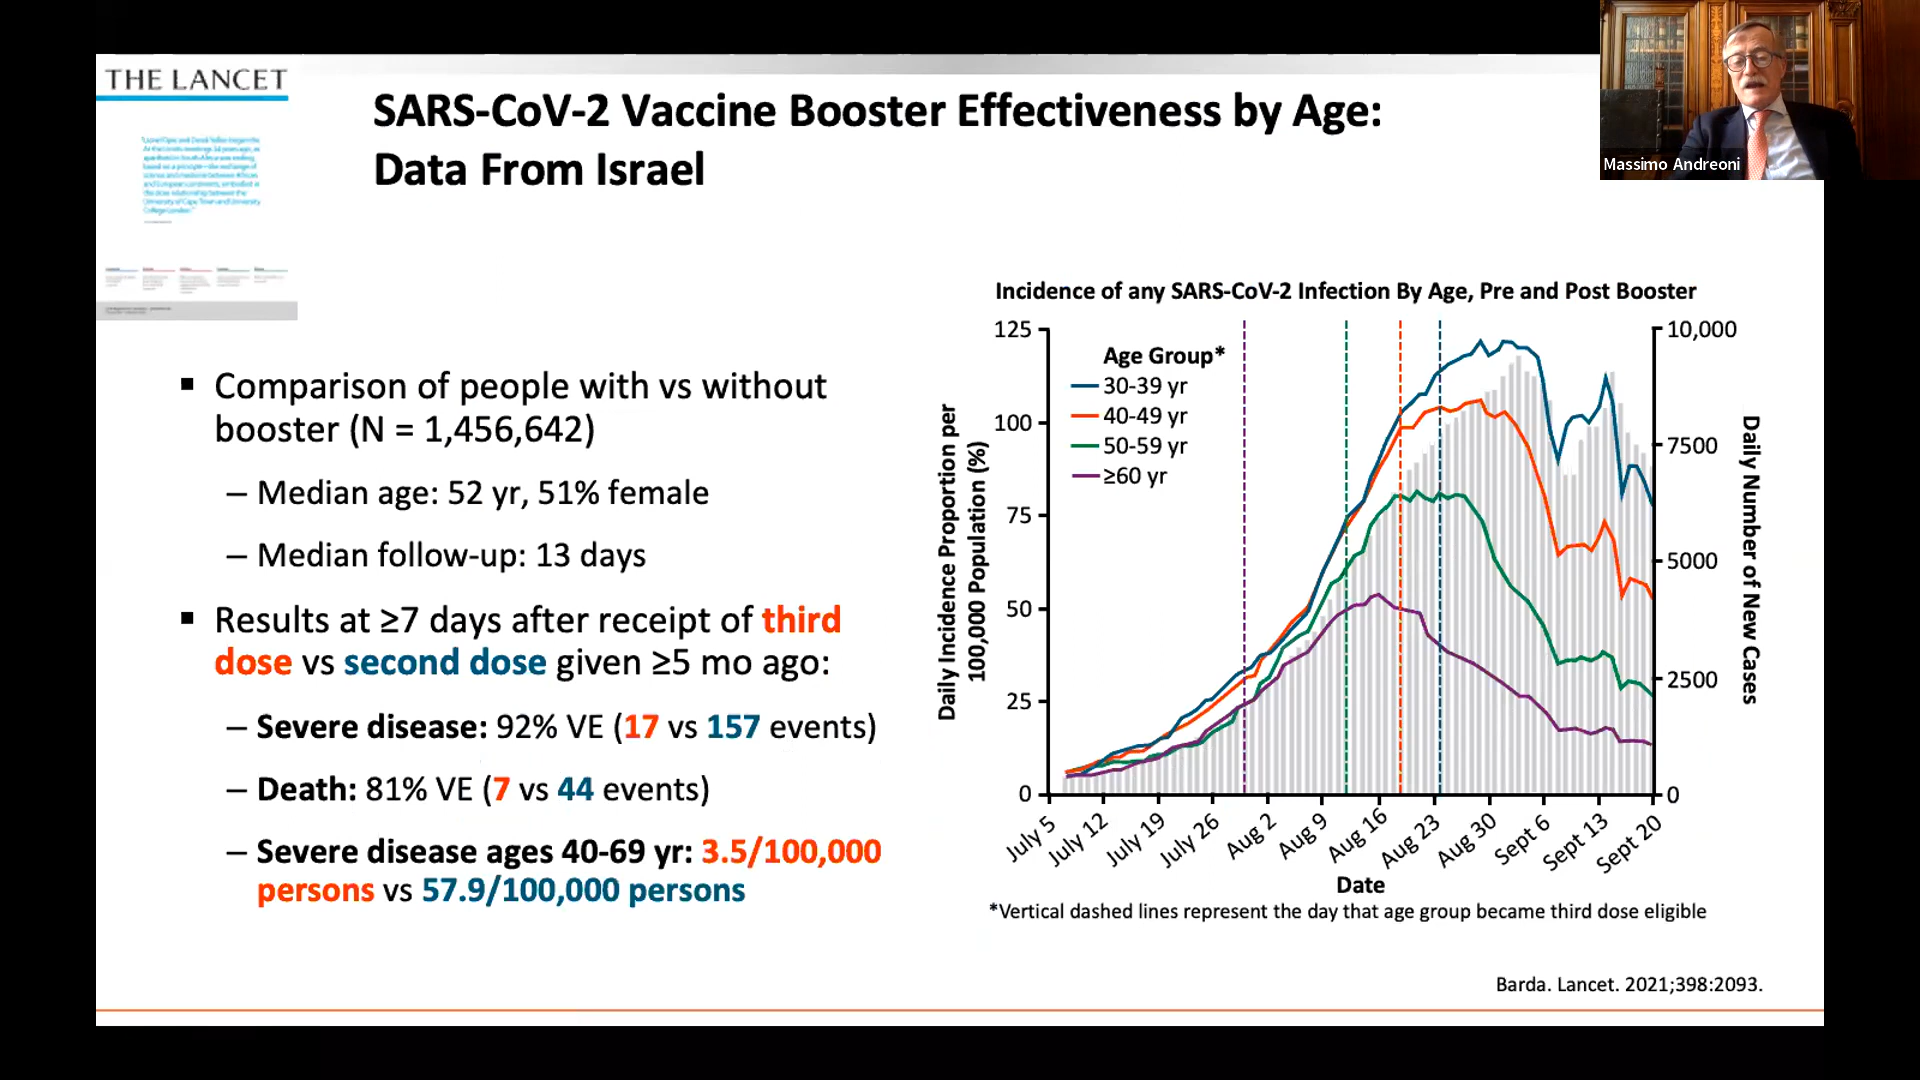 THE LANCET
SARS-CoV-2 Vaccine Booster Effectiveness by Age:
Data From Israel
Massimo Andreoni
▪ Comparison of people with vs without
booster (N = 1,456,642)
– Median age: 52 yr, 51% female
– Median follow-up: 13 days
▪ Results at ≥7 days after receipt of third
dose vs second dose given ≥5 mo ago:
– Severe disease: 92% VE (17 vs 157 events)
– Death: 81% VE (7 vs 44 events)
– Severe disease ages 40-69 yr: 3.5/100,000
persons vs 57.9/100,000 persons
Incidence of any SARS-CoV-2 Infection By Age, Pre and Post Booster
Daily Incidence Proportion per
100,000 Population (%)
125
100
75
50
25
0
Age Group*
30-39 yr
40-49 yr
50-59 yr
≥60 yr
10,000
7500
5000
2500
0
Daily Number of New Cases
July 5
July 12
July 19
July 26
Aug 2
Aug 9
Aug 16
Aug 23
Aug 30
Sept 6
Sept 13
Sept 20
Date
*Vertical dashed lines represent the day that age group became third dose eligible
Barda. Lancet. 2021;398:2093.